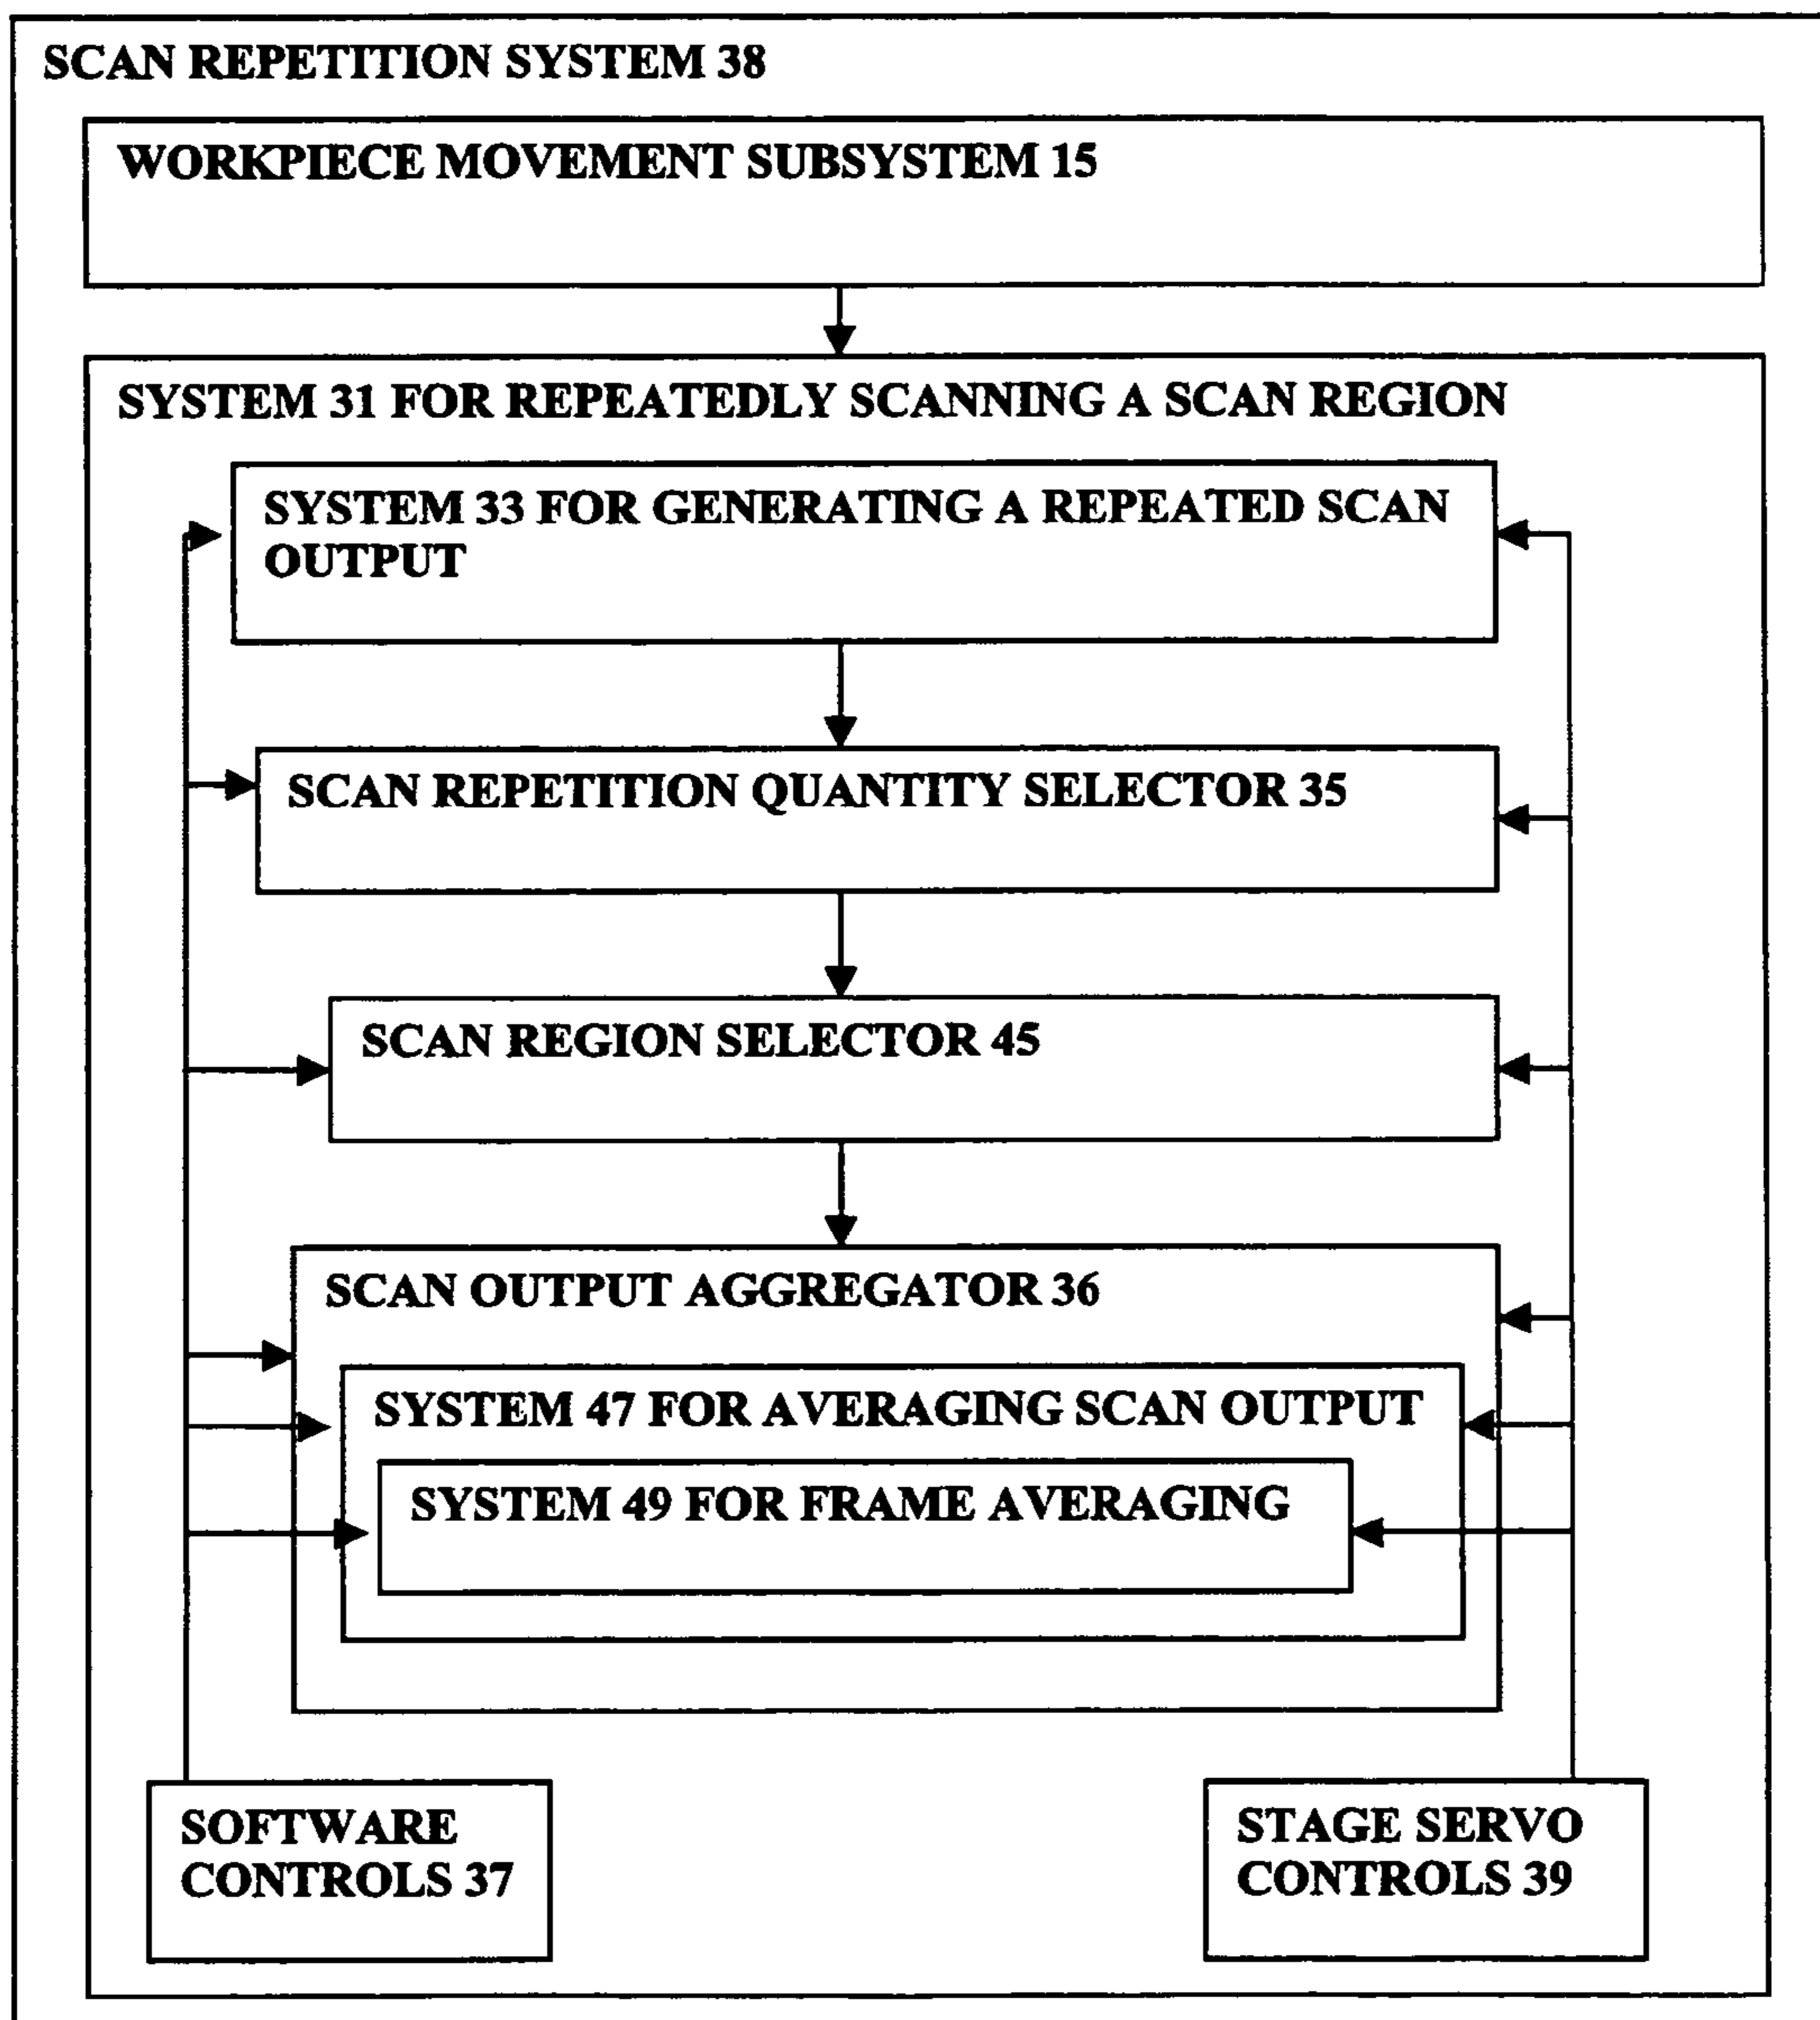 SCAN REPETITION SYSTEM 38
WORKPIECE MOVEMENT SUBSYSTEM 15
SYSTEM 31 FOR REPEATEDLY SCANNING A SCAN REGION
SYSTEM 33 FOR GENERATING A REPEATED SCAN
OUTPUT
SCAN REPETITION QUANTITY SELECTOR 35
SCAN REGION SELECTOR 45
SCAN OUTPUT AGGREGATOR 36
SYSTEM 47 FOR AVERAGING SCAN OUTPUT
SYSTEM 49 FOR FRAME AVERAGING
SOFTWARE
CONTROLS 37
STAGE SERVO
CONTROLS 39